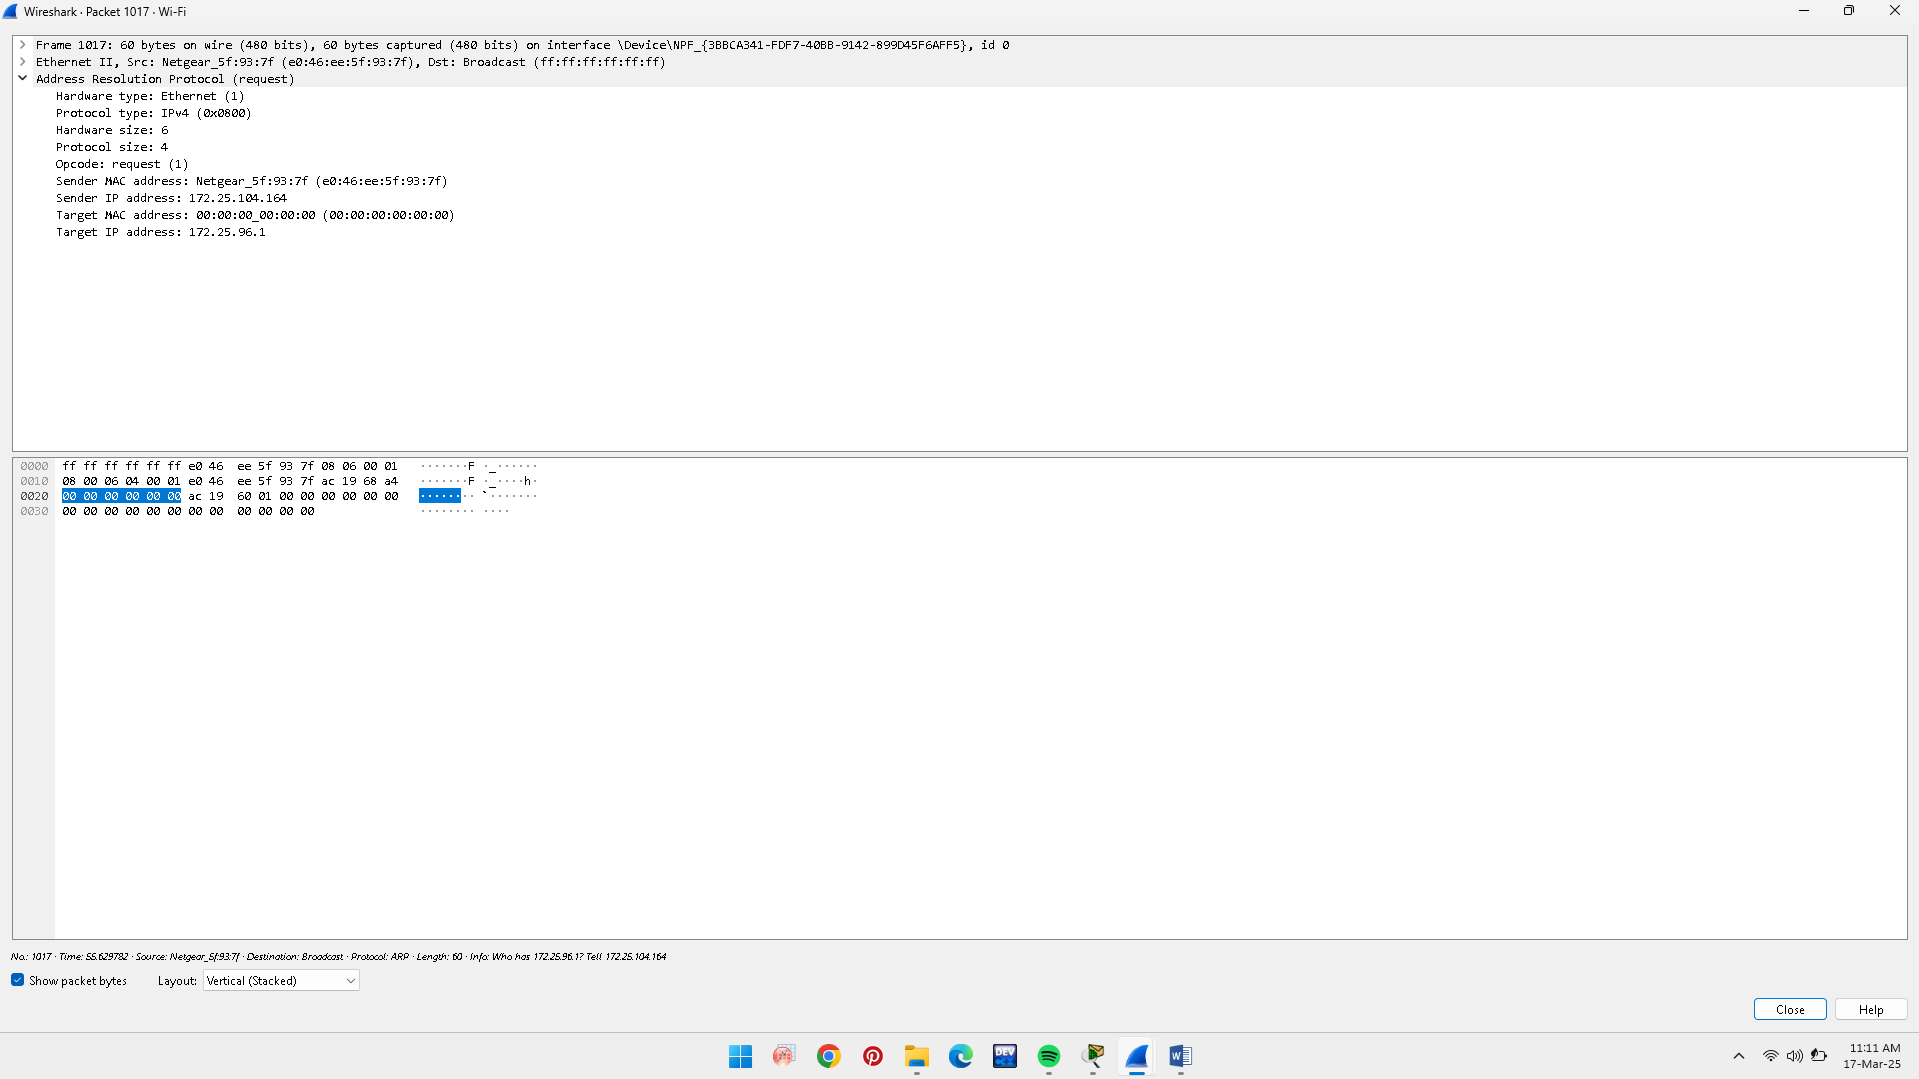 Wireshark · Packet 1017 · Wi-Fi
Frame 1017: 60 bytes on wire (480 bits), 60 bytes captured (480 bits) on interface \Device\NPF_{3BBCA341-FDF7-40BB-9142-899D45F6AFF5}, id 0
Ethernet II, Src: Netgear_5f:93:7f (e0:46:ee:5f:93:7f), Dst: Broadcast (ff:ff:ff:ff:ff:ff)
Address Resolution Protocol (request)
Hardware type: Ethernet (1)
Protocol type: IPv4 (0x0800)
Hardware size: 6
Protocol size: 4
Opcode: request (1)
Sender MAC address: Netgear_5f:93:7f (e0:46:ee:5f:93:7f)
Sender IP address: 172.25.104.164
Target MAC address: 00:00:00_00:00:00 (00:00:00:00:00:00)
Target IP address: 172.25.96.1
0000 ff ff ff ff ff ff e0 46 ee 5f 93 7f 08 06 00 01 ·······F ·_······
0010 08 00 06 04 00 01 e0 46 ee 5f 93 7f ac 19 68 a4 ·······F ·_····h·
0020 00 00 00 00 00 00 ac 19 60 01 00 00 00 00 00 00 ········ `·······
0030 00 00 00 00 00 00 00 00 00 00 00 00 ········ ····
No.: 1017 · Time: 55.629782 · Source: Netgear_5f:93:7f · Destination: Broadcast · Protocol: ARP · Length: 60 · Info: Who has 172.25.96.1? Tell 172.25.104.164
Show packet bytes Layout: Vertical (Stacked)
Close Help
DEV
11:11 AM
17-Mar-25